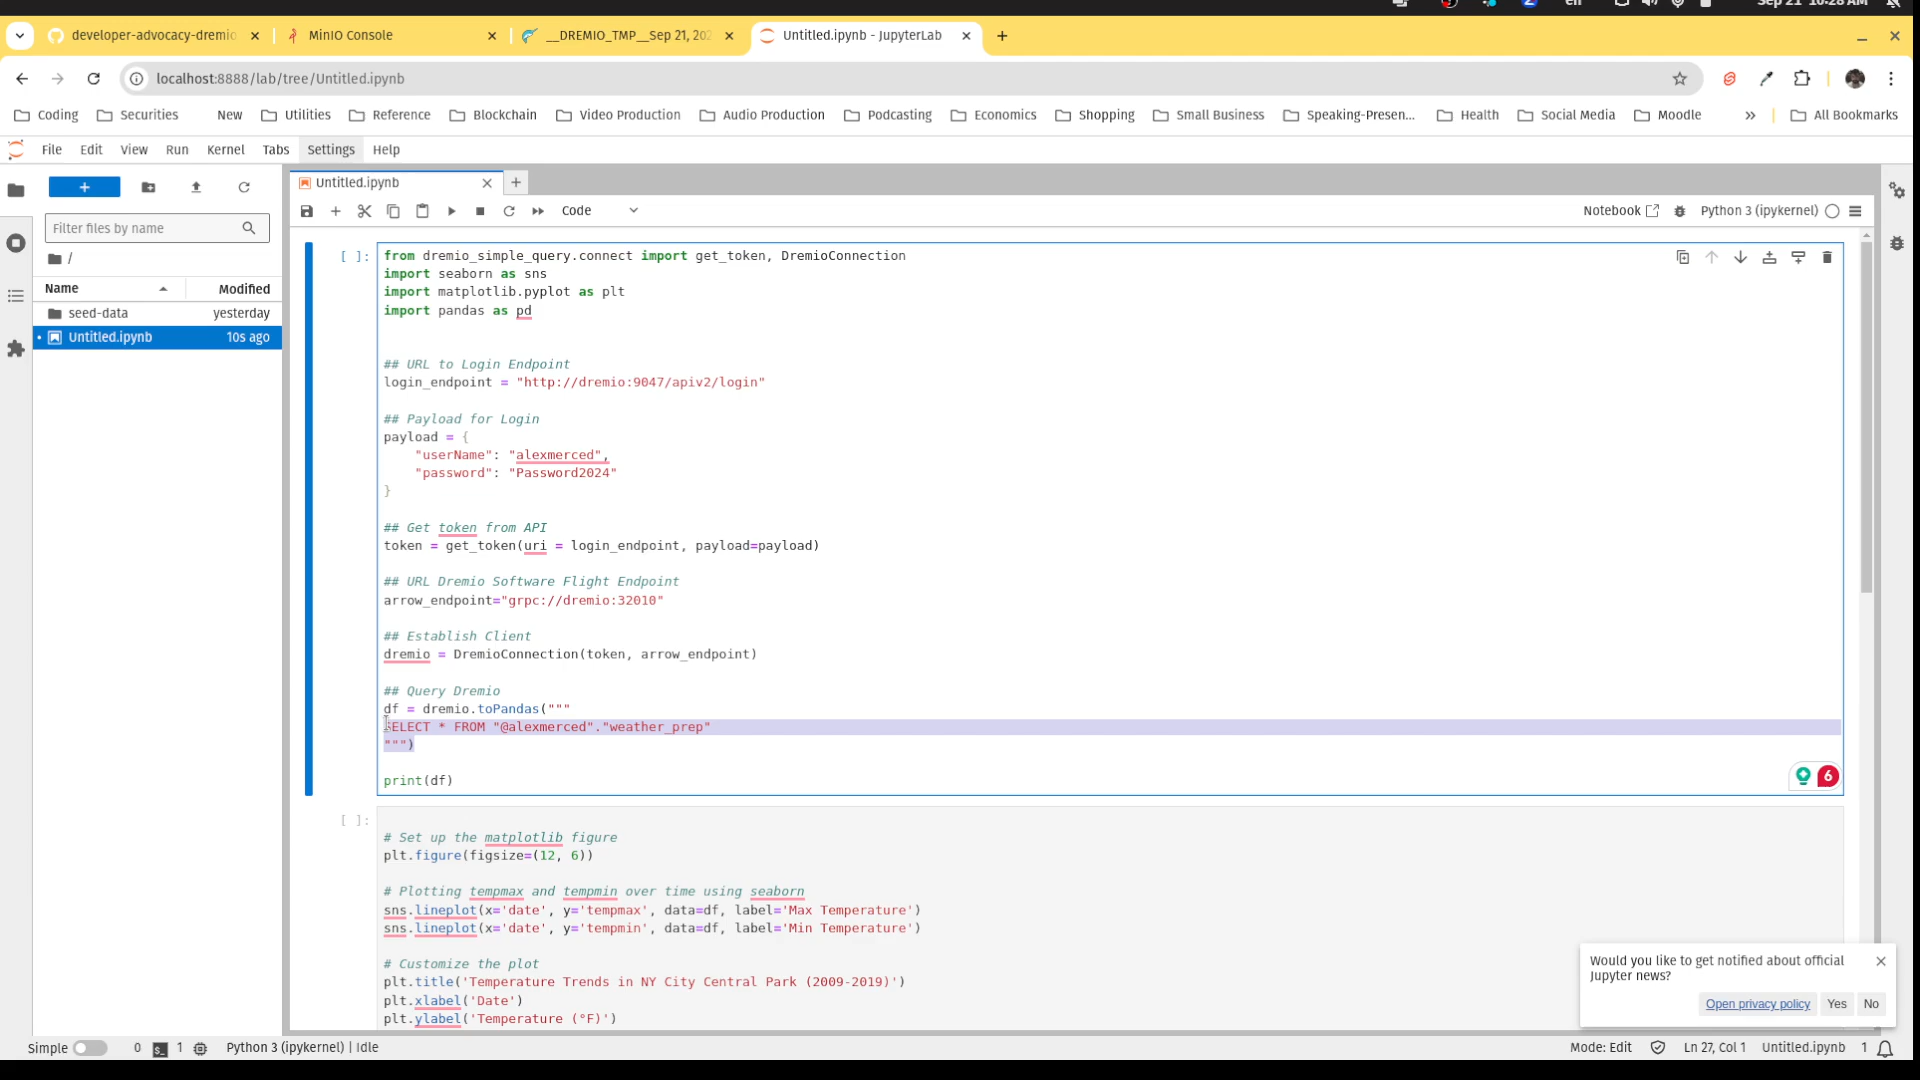 en
Sep 21 10:28 AM
developer-advocacy-dremio
MinIO Console
__DREMIO_TMP__Sep 21, 202
Untitled.ipynb - JupyterLab
localhost:8888/lab/tree/Untitled.ipynb
Coding
Securities
New
Utilities
Reference
Blockchain
Video Production
Audio Production
Podcasting
Economics
Shopping
Small Business
Speaking-Presen...
Health
Social Media
Moodle
»
All Bookmarks
File Edit View Run Kernel Tabs Settings Help
Untitled.ipynb
Filter files by name
Code
Notebook
Python 3 (ipykernel)
/
Name
Modified
seed-data
yesterday
Untitled.ipynb
10s ago
[ ]:
from dremio_simple_query.connect import get_token, DremioConnection
import seaborn as sns
import matplotlib.pyplot as plt
import pandas as pd
## URL to Login Endpoint
login_endpoint = "http://dremio:9047/apiv2/login"
## Payload for Login
payload = {
"userName": "alexmerced",
"password": "Password2024"
}
## Get token from API
token = get_token(uri = login_endpoint, payload=payload)
## URL Dremio Software Flight Endpoint
arrow_endpoint="grpc://dremio:32010"
## Establish Client
dremio = DremioConnection(token, arrow_endpoint)
## Query Dremio
df = dremio.toPandas("""
SELECT * FROM "@alexmerced"."weather_prep"
""")
print(df)
6
[ ]:
# Set up the matplotlib figure
plt.figure(figsize=(12, 6))
# Plotting tempmax and tempmin over time using seaborn
sns.lineplot(x='date', y='tempmax', data=df, label='Max Temperature')
sns.lineplot(x='date', y='tempmin', data=df, label='Min Temperature')
# Customize the plot
plt.title('Temperature Trends in NY City Central Park (2009-2019)')
plt.xlabel('Date')
plt.ylabel('Temperature (°F)')
Would you like to get notified about official
Jupyter news?
Open privacy policy
Yes
No
Simple
0
1
Python 3 (ipykernel) | Idle
Mode: Edit
Ln 27, Col 1
Untitled.ipynb
1